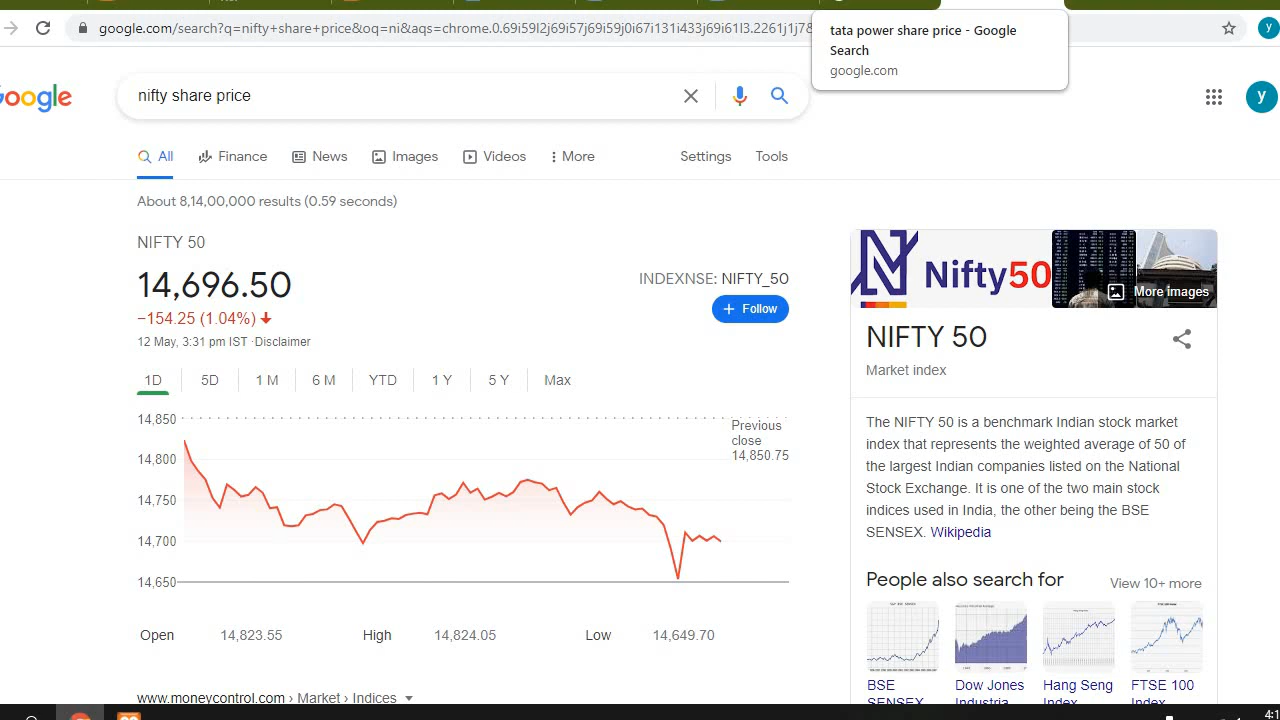 google.com/search?q=nifty+share+price&oq=ni&aqs=chrome.0.69i59l2j69i57j69i59j0i67i131i433j69i61l3.2261j1j78
y
tata power share price - Google
Search
google.com
Google
nifty share price
y
All
Finance
News
Images
Videos
More
Settings
Tools
About 8,14,00,000 results (0.59 seconds)
NIFTY 50
14,696.50
INDEXNSE: NIFTY_50
−154.25 (1.04%)
+ Follow
12 May, 3:31 pm IST · Disclaimer
1D
5D
1 M
6 M
YTD
1 Y
5 Y
Max
14,850
14,800
14,750
14,700
14,650
Previous
close
14,850.75
Open 14,823.55 High 14,824.05 Low 14,649.70
www.moneycontrol.com › Market › Indices
Nifty50
More images
NIFTY 50
Market index
The NIFTY 50 is a benchmark Indian stock market
index that represents the weighted average of 50 of
the largest Indian companies listed on the National
Stock Exchange. It is one of the two main stock
indices used in India, the other being the BSE
SENSEX. Wikipedia
People also search for
View 10+ more
BSE
SENSEX
Dow Jones
Industria
Hang Seng
Index
FTSE 100
Index
4:1